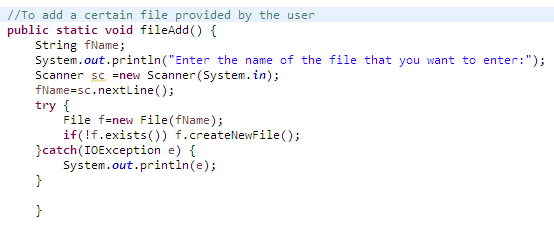 //To add a certain file provided by the user
public static void fileAdd() {
    String fName;
    System.out.println("Enter the name of the file that you want to enter:");
    Scanner sc =new Scanner(System.in);
    fName=sc.nextLine();
    try {
        File f=new File(fName);
        if(!f.exists()) f.createNewFile();
    }catch(IOException e) {
        System.out.println(e);
    }

    }